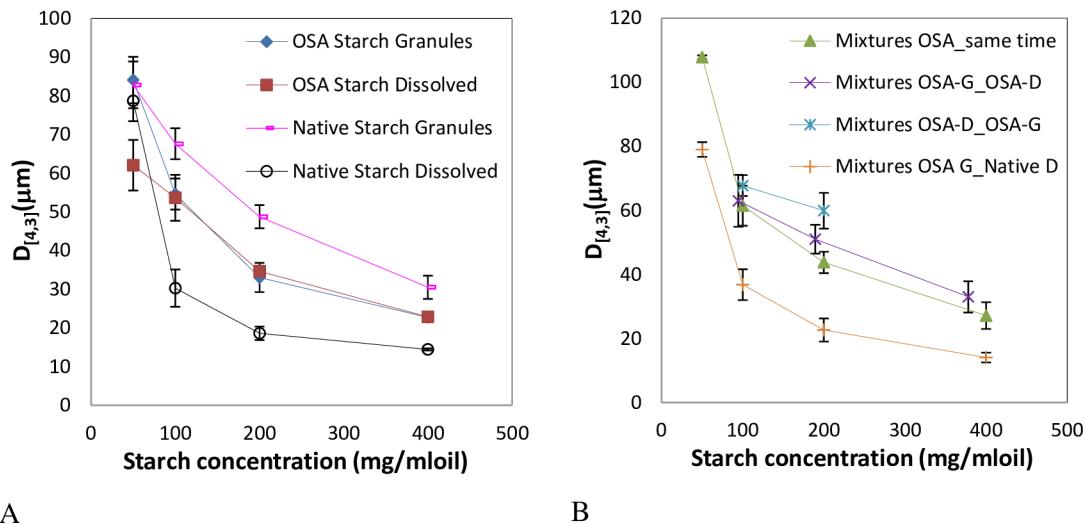 100
90
80
70
60
50
40
30
20
10
0
D[4,3](μm)
OSA Starch Granules
OSA Starch Dissolved
Native Starch Granules
Native Starch Dissolved
0 100 200 300 400 500
Starch concentration (mg/mloil)
A
120
100
80
60
40
20
0
D[4,3](μm)
Mixtures OSA_same time
Mixtures OSA-G_OSA-D
Mixtures OSA-D_OSA-G
Mixtures OSA G_Native D
0 100 200 300 400 500
Starch concentration (mg/mloil)
B